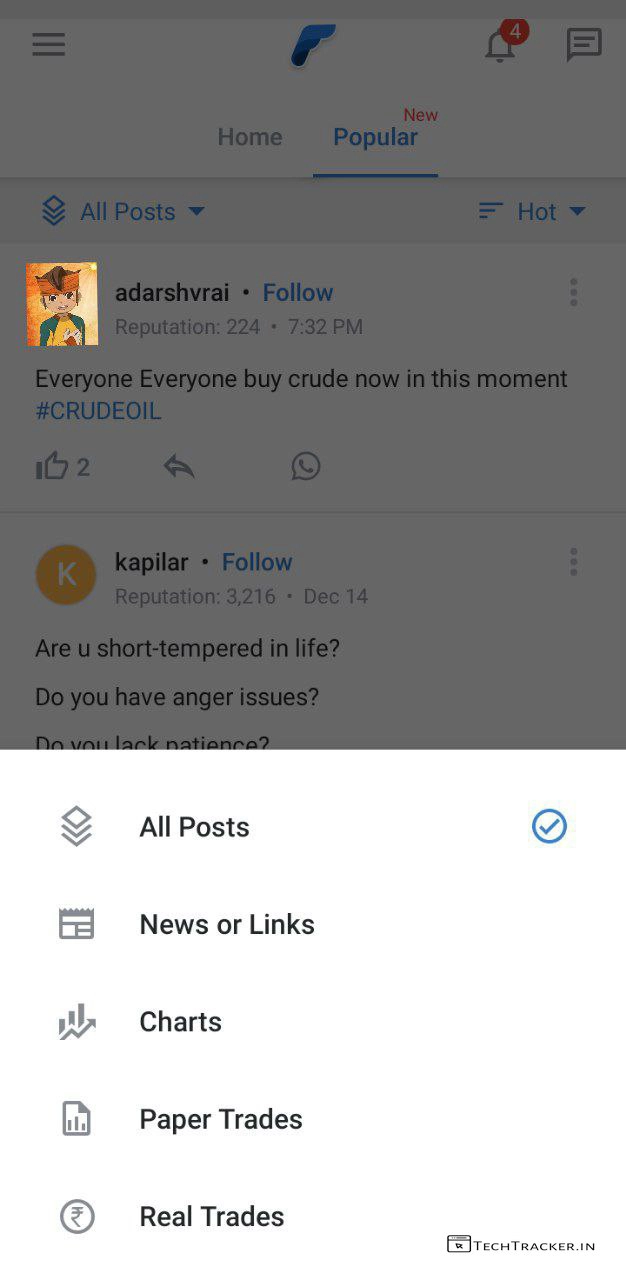 4
New
Home Popular
All Posts Hot
adarshvrai • Follow
Reputation: 224 • 7:32 PM
Everyone Everyone buy crude now in this moment
#CRUDEOIL
2
K
kapilar • Follow
Reputation: 3,216 • Dec 14
Are u short-tempered in life?
Do you have anger issues?
Do you lack patience?
All Posts
News or Links
Charts
Paper Trades
₹ Real Trades
TECHTRACKER.IN